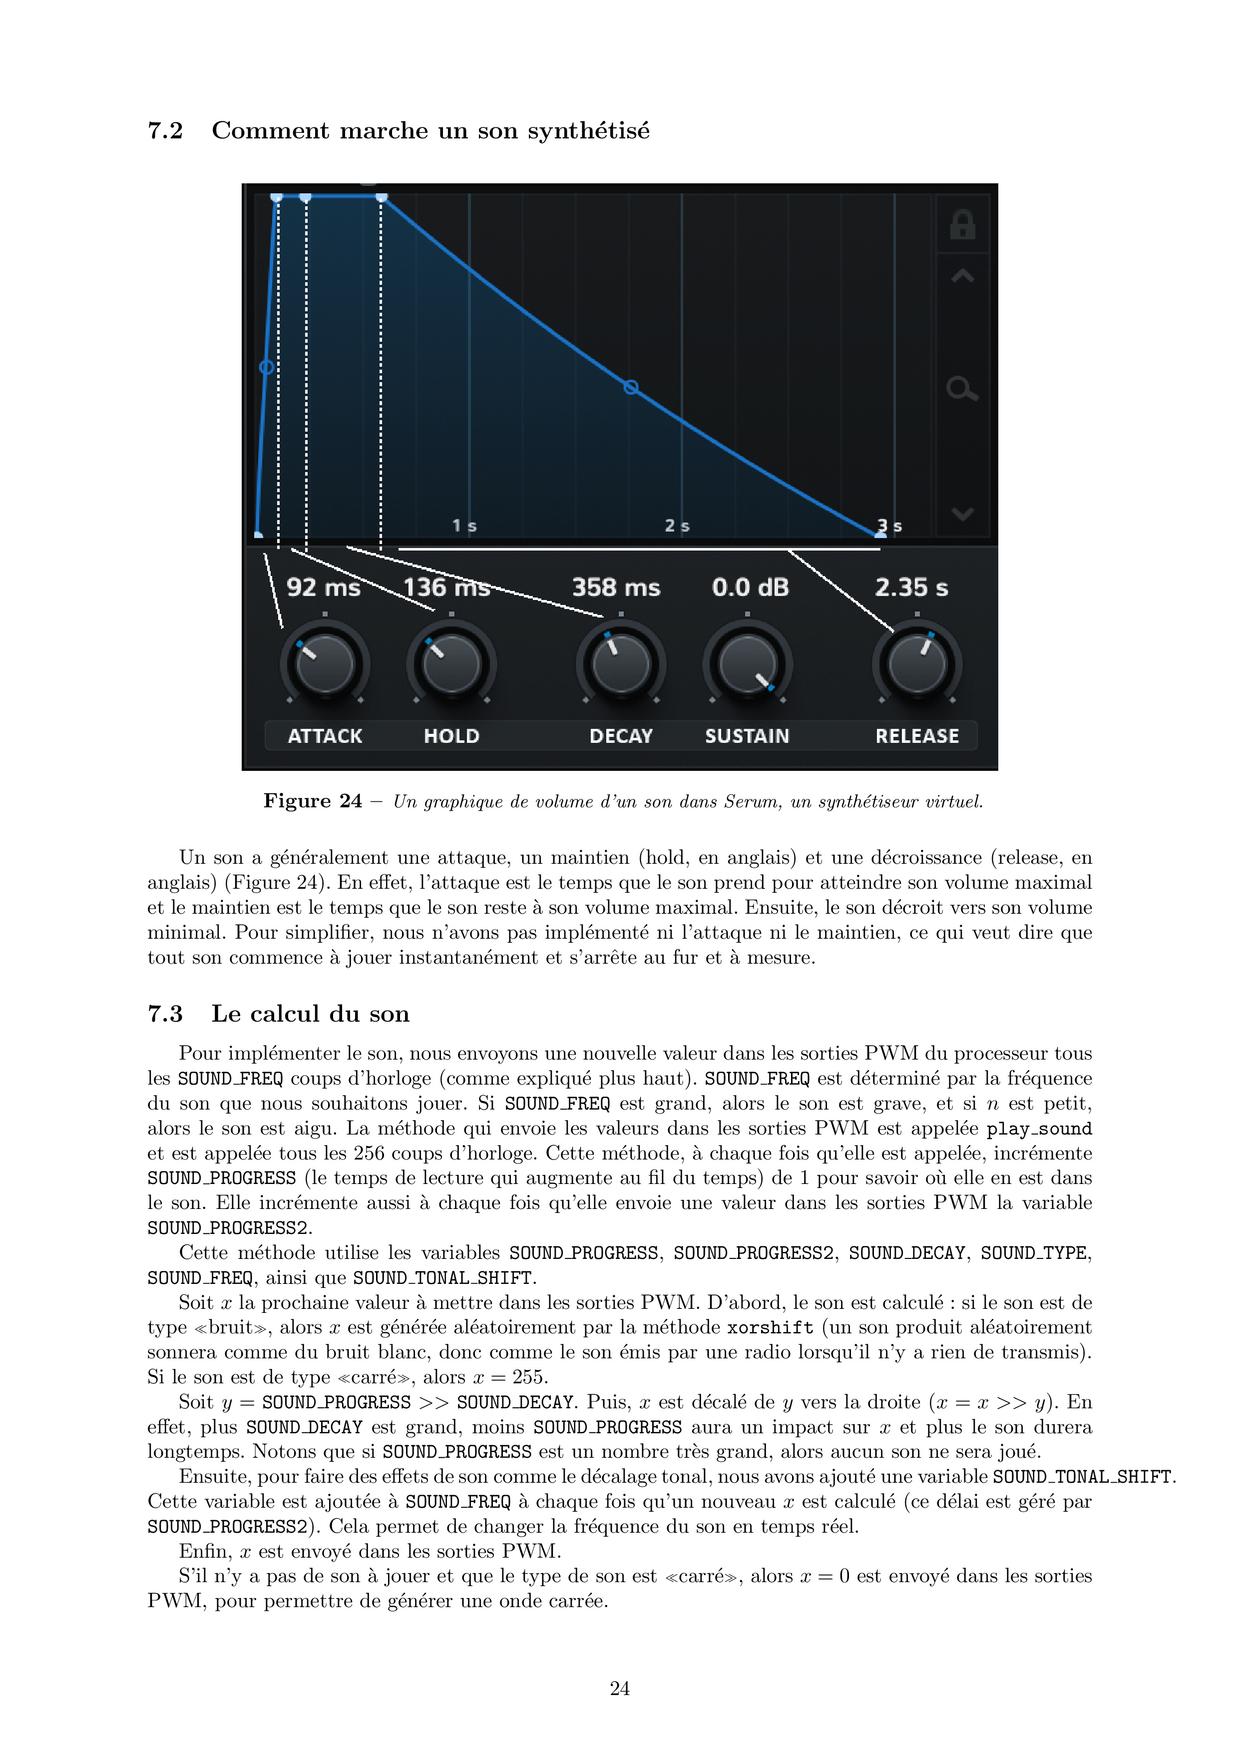 7.2 Comment marche un son synthétisé
1 s 2 s 3 s
92 ms 136 ms 358 ms 0.0 dB 2.35 s
ATTACK HOLD DECAY SUSTAIN RELEASE
Figure 24 – Un graphique de volume d'un son dans Serum, un synthétiseur virtuel.
Un son a généralement une attaque, un maintien (hold, en anglais) et une décroissance (release, en
anglais) (Figure 24). En effet, l'attaque est le temps que le son prend pour atteindre son volume maximal
et le maintien est le temps que le son reste à son volume maximal. Ensuite, le son décroit vers son volume
minimal. Pour simplifier, nous n'avons pas implémenté ni l'attaque ni le maintien, ce qui veut dire que
tout son commence à jouer instantanément et s'arrête au fur et à mesure.
7.3 Le calcul du son
Pour implémenter le son, nous envoyons une nouvelle valeur dans les sorties PWM du processeur tous
les SOUND_FREQ coups d'horloge (comme expliqué plus haut). SOUND_FREQ est déterminé par la fréquence
du son que nous souhaitons jouer. Si SOUND_FREQ est grand, alors le son est grave, et si n est petit,
alors le son est aigu. La méthode qui envoie les valeurs dans les sorties PWM est appelée play_sound
et est appelée tous les 256 coups d'horloge. Cette méthode, à chaque fois qu'elle est appelée, incrémente
SOUND_PROGRESS (le temps de lecture qui augmente au fil du temps) de 1 pour savoir où elle en est dans
le son. Elle incrémente aussi à chaque fois qu'elle envoie une valeur dans les sorties PWM la variable
SOUND_PROGRESS2.
Cette méthode utilise les variables SOUND_PROGRESS, SOUND_PROGRESS2, SOUND_DECAY, SOUND_TYPE,
SOUND_FREQ, ainsi que SOUND_TONAL_SHIFT.
Soit x la prochaine valeur à mettre dans les sorties PWM. D'abord, le son est calculé : si le son est de
type «bruit», alors x est générée aléatoirement par la méthode xorshift (un son produit aléatoirement
sonnera comme du bruit blanc, donc comme le son émis par une radio lorsqu'il n'y a rien de transmis).
Si le son est de type «carré», alors x = 255.
Soit y = SOUND_PROGRESS >> SOUND_DECAY. Puis, x est décalé de y vers la droite (x = x >> y). En
effet, plus SOUND_DECAY est grand, moins SOUND_PROGRESS aura un impact sur x et plus le son durera
longtemps. Notons que si SOUND_PROGRESS est un nombre très grand, alors aucun son ne sera joué.
Ensuite, pour faire des effets de son comme le décalage tonal, nous avons ajouté une variable SOUND_TONAL_SHIFT.
Cette variable est ajoutée à SOUND_FREQ à chaque fois qu'un nouveau x est calculé (ce délai est géré par
SOUND_PROGRESS2). Cela permet de changer la fréquence du son en temps réel.
Enfin, x est envoyé dans les sorties PWM.
S'il n'y a pas de son à jouer et que le type de son est «carré», alors x = 0 est envoyé dans les sorties
PWM, pour permettre de générer une onde carrée.
24